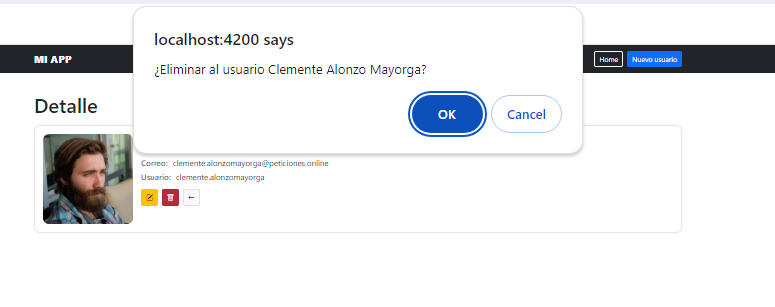 localhost:4200 says
¿Eliminar al usuario Clemente Alonzo Mayorga?
OK
Cancel
MI APP
Home
Nuevo usuario
Detalle
Correo: clemente.alonzomayorga@peticiones.online
Usuario: clemente.alonzomayorga